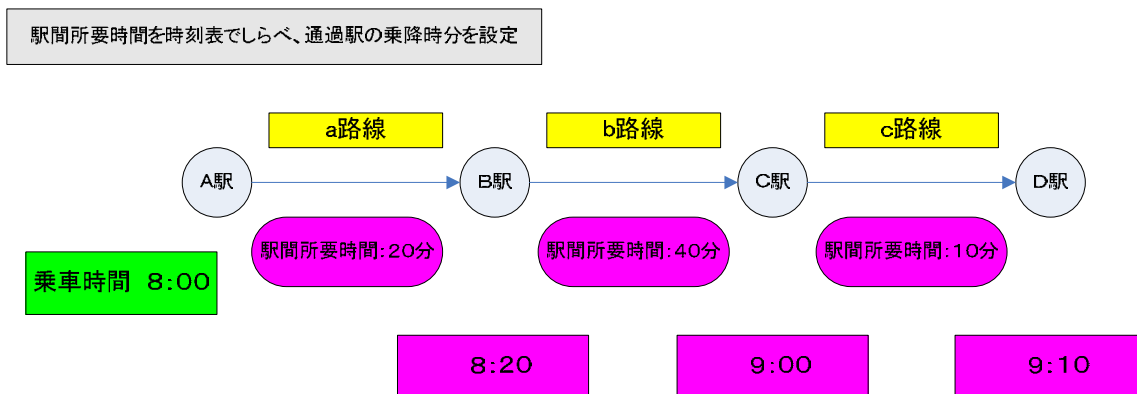 駅間所要時間を時刻表でしらべ、通過駅の乗降時分を設定
a路線
b路線
c路線
A駅
B駅
C駅
D駅
駅間所要時間：20分
駅間所要時間：40分
駅間所要時間：10分
乗車時間　8：00
8：20
9：00
9：10